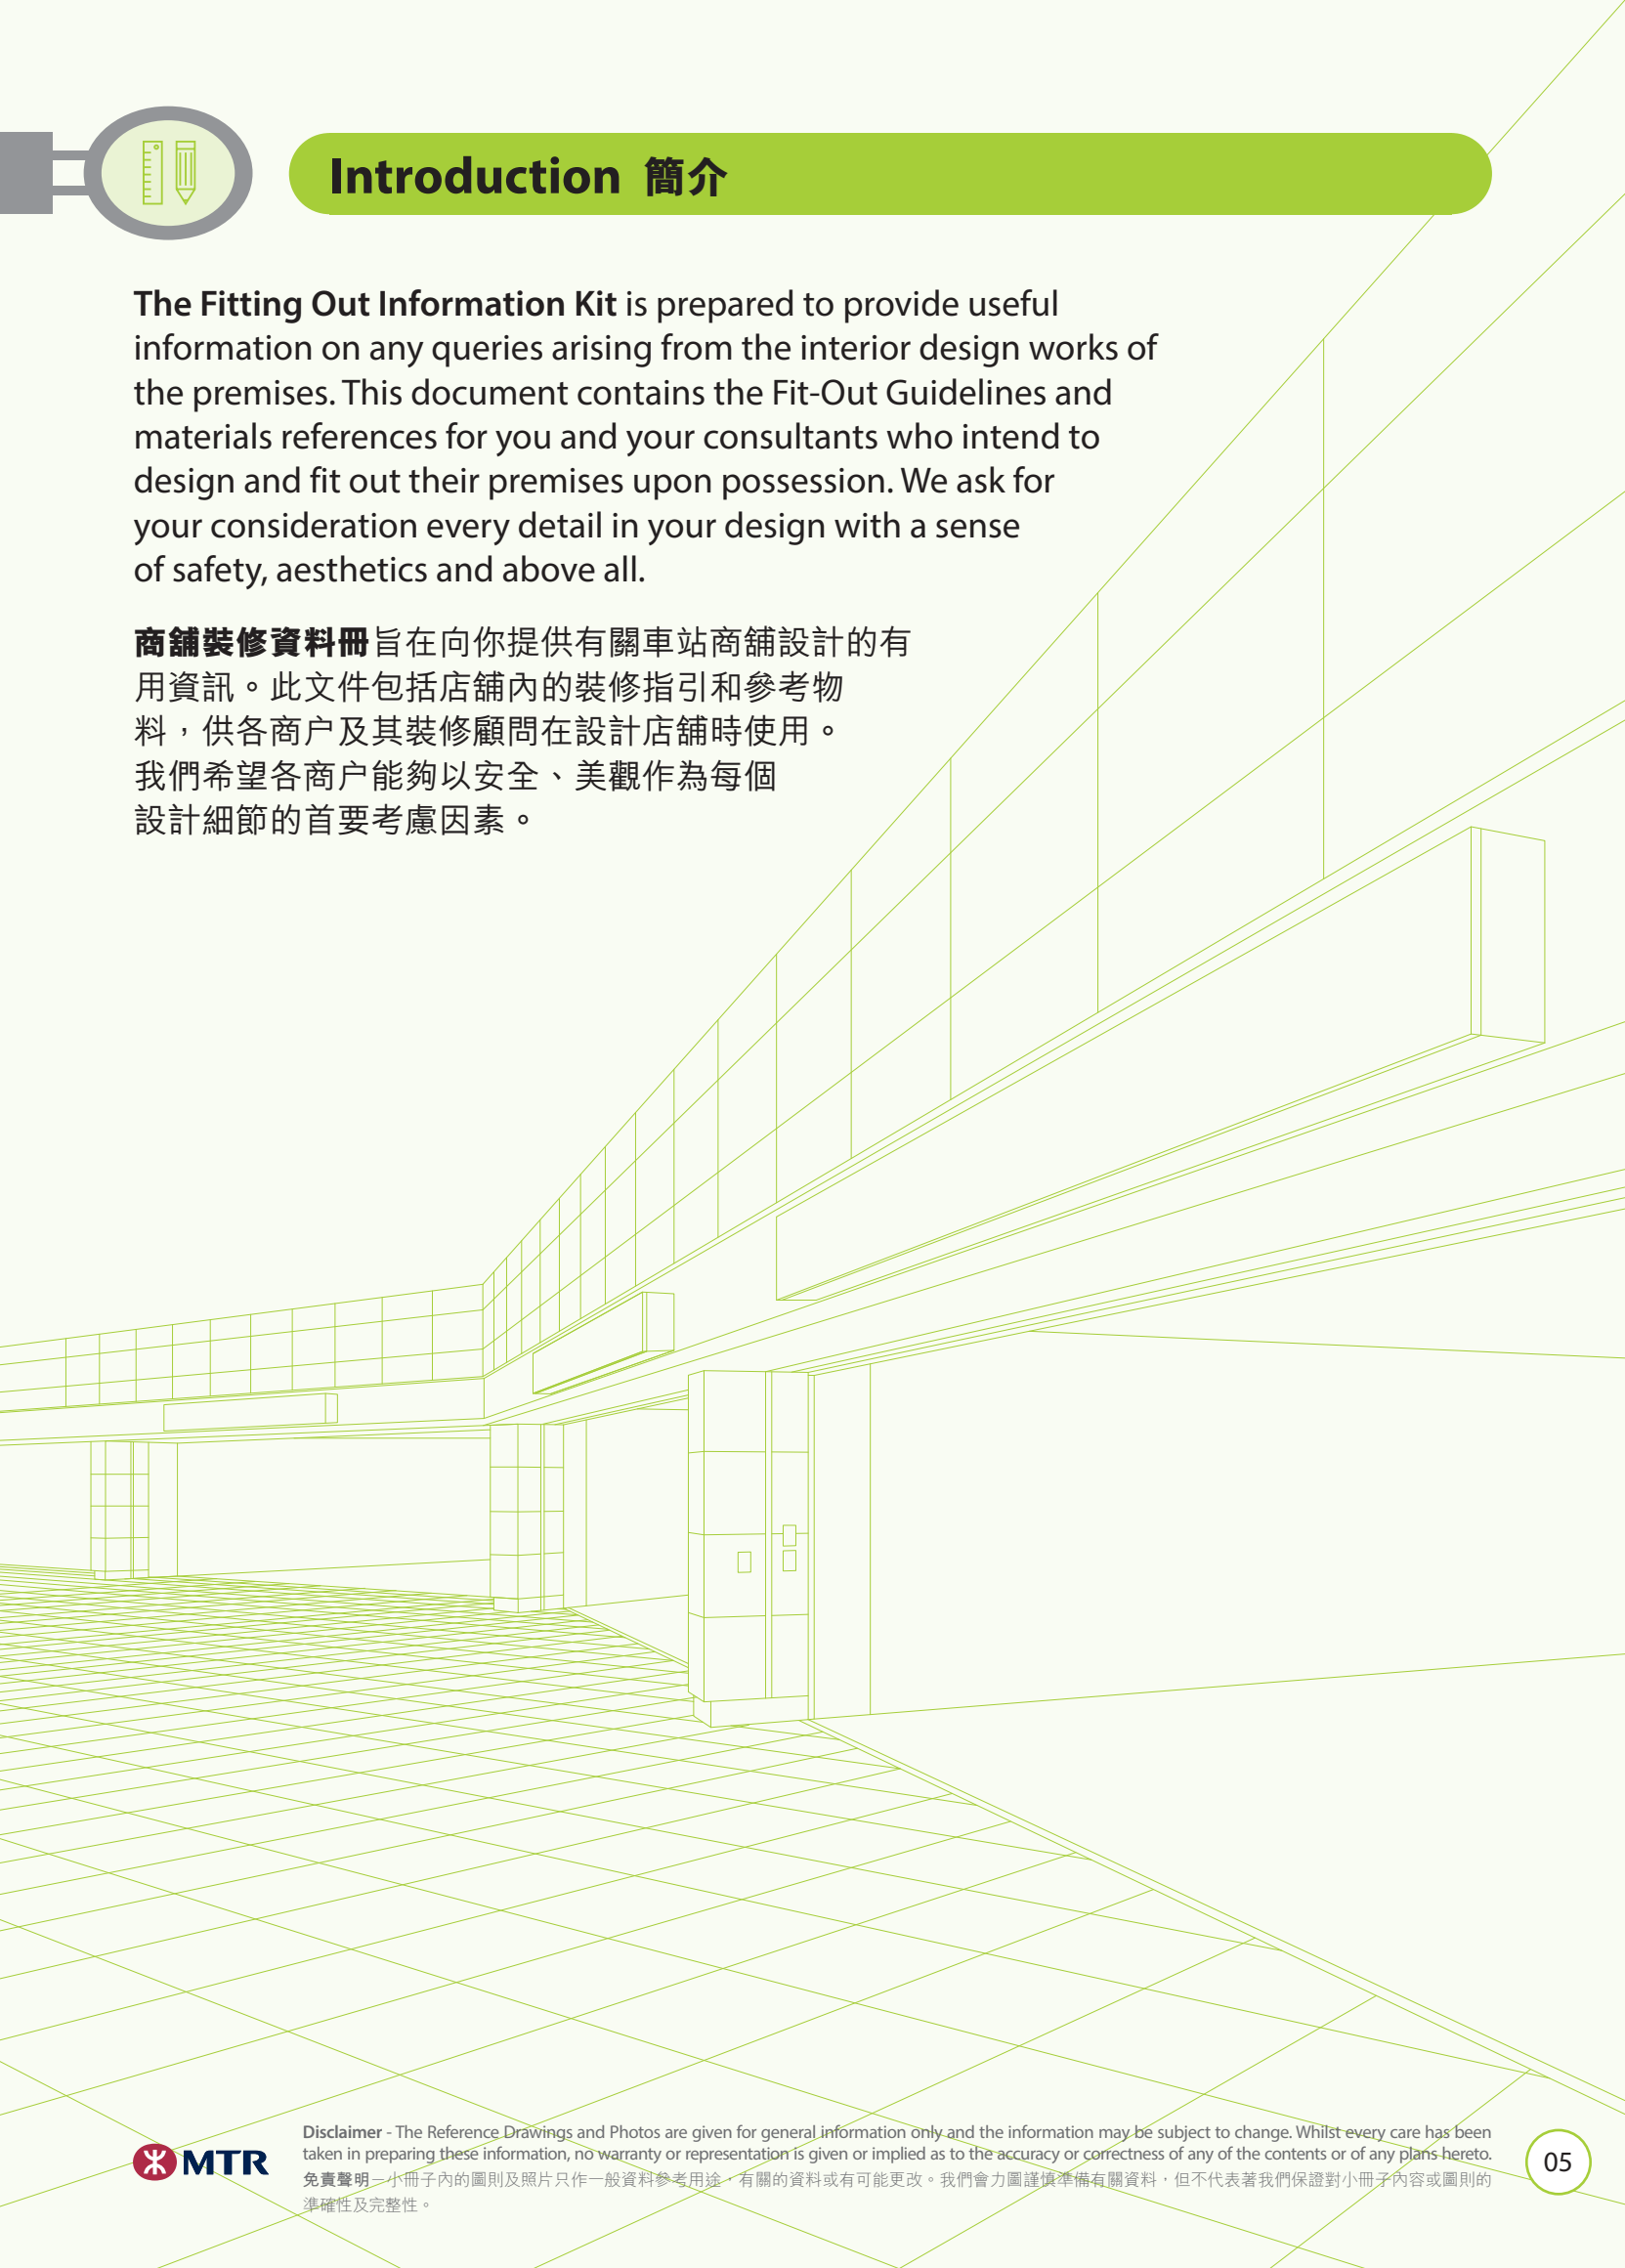 Introduction 簡介
The Fitting Out Information Kit is prepared to provide useful
information on any queries arising from the interior design works of
the premises. This document contains the Fit-Out Guidelines and
materials references for you and your consultants who intend to
design and fit out their premises upon possession. We ask for
your consideration every detail in your design with a sense
of safety, aesthetics and above all.
商舖裝修資料冊旨在向你提供有關車站商舖設計的有
用資訊。此文件包括店舖內的裝修指引和參考物
料，供各商户及其裝修顧問在設計店舖時使用。
我們希望各商户能夠以安全、美觀作為每個
設計細節的首要考慮因素。
Disclaimer - The Reference Drawings and Photos are given for general information only and the information may be subject to change. Whilst every care has been
taken in preparing these information, no warranty or representation is given or implied as to the accuracy or correctness of any of the contents or of any plans hereto.
免責聲明－小冊子內的圖則及照片只作一般資料參考用途，有關的資料或有可能更改。我們會力圖謹慎準備有關資料，但不代表著我們保證對小冊子內容或圖則的
準確性及完整性。
MTR
05